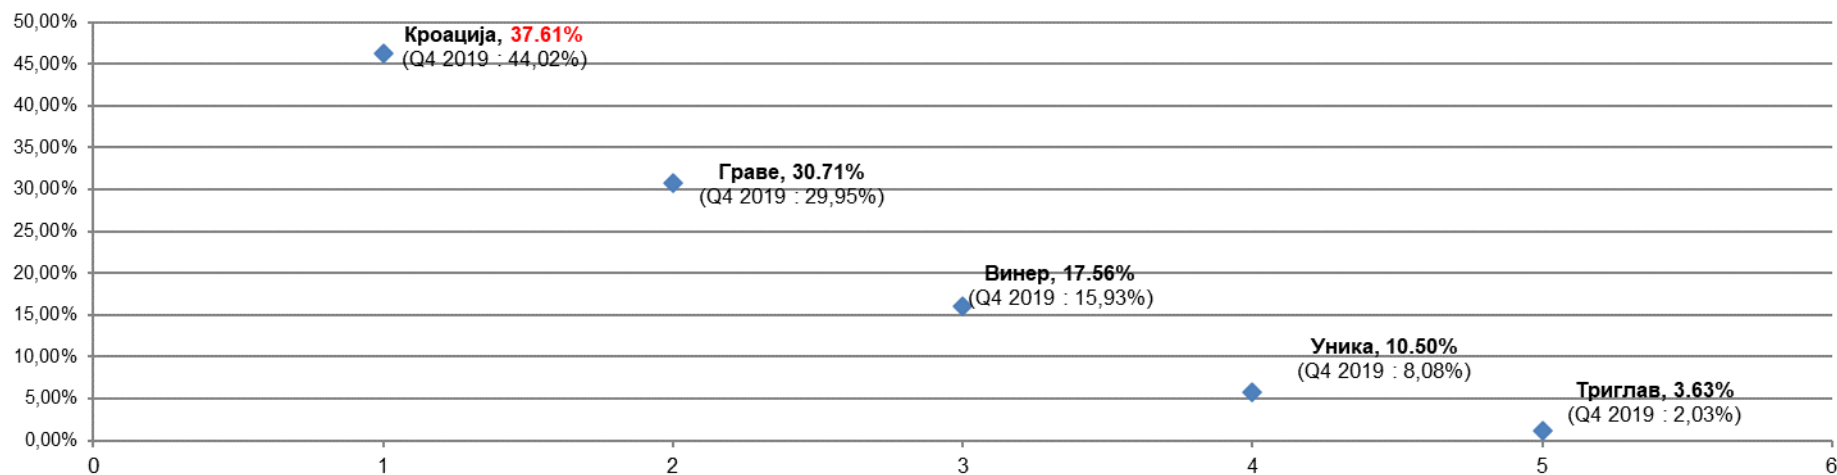 50,00%
45,00%
40,00%
35,00%
30,00%
25,00%
20,00%
15,00%
10,00%
5,00%
0,00%
Кроација, 37.61%
(Q4 2019 : 44,02%)
Граве, 30.71%
(Q4 2019 : 29,95%)
Винер, 17.56%
(Q4 2019 : 15,93%)
Уника, 10.50%
(Q4 2019 : 8,08%)
Триглав, 3.63%
(Q4 2019 : 2,03%)
0 1 2 3 4 5 6